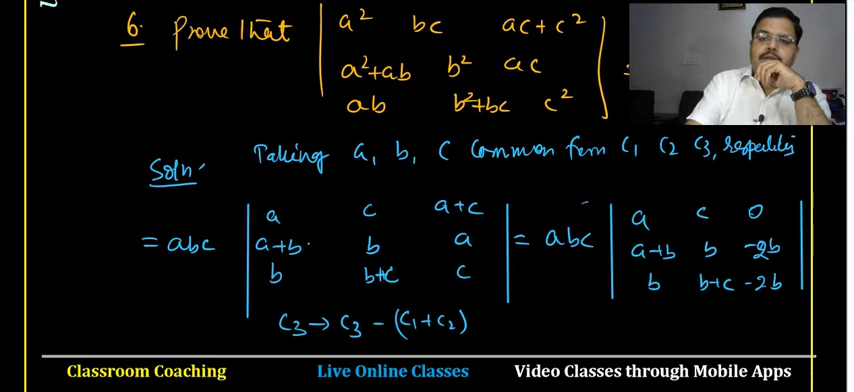 6. Prove that | a² bc ac+c² |
| a²+ab b² ac | =
| ab b²+bc c² |
Soln: Taking a, b, c common from C₁ C₂ C₃,
= abc | a c a+c | = abc | a c 0 |
| a+b b a | | a+b b -2b |
| b b+c c | | b b+c -2b |
C₃ → C₃ - (C₁+C₂)
Classroom Coaching Live Online Classes Video Classes through Mobile Apps